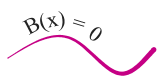 B(x) = 0